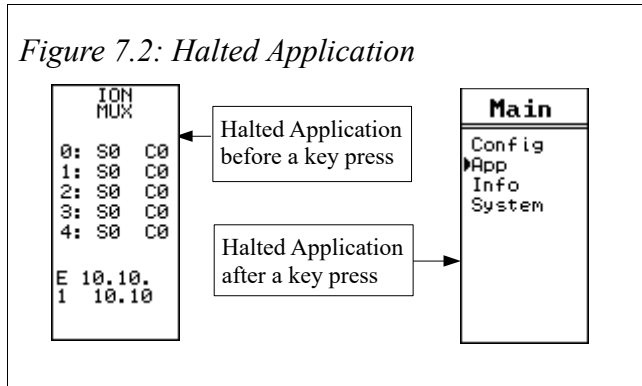 Figure 7.2: Halted Application
ION
MUX
0: S0 C0
1: S0 C0
2: S0 C0
3: S0 C0
4: S0 C0
E 10.10.
1 10.10
Halted Application
before a key press
Halted Application
after a key press
Main
Config
App
Info
System